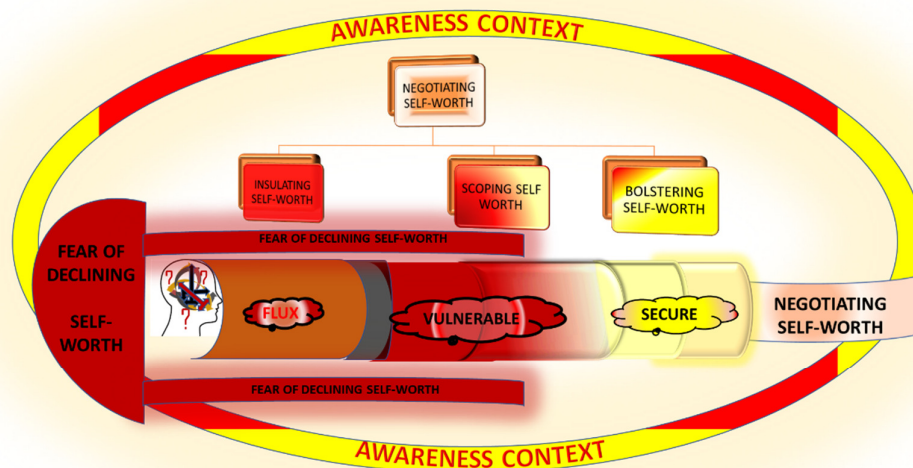 AWARENESS CONTEXT
NEGOTIATING
SELF-WORTH
INSULATING
SELF-WORTH
SCOPING SELF
WORTH
BOLSTERING
SELF-WORTH
FEAR OF DECLINING SELF-WORTH
FEAR OF
DECLINING
SELF-
WORTH
?
?
?
FLUX
VULNERABLE
SECURE
NEGOTIATING
SELF-WORTH
FEAR OF DECLINING SELF-WORTH
AWARENESS CONTEXT